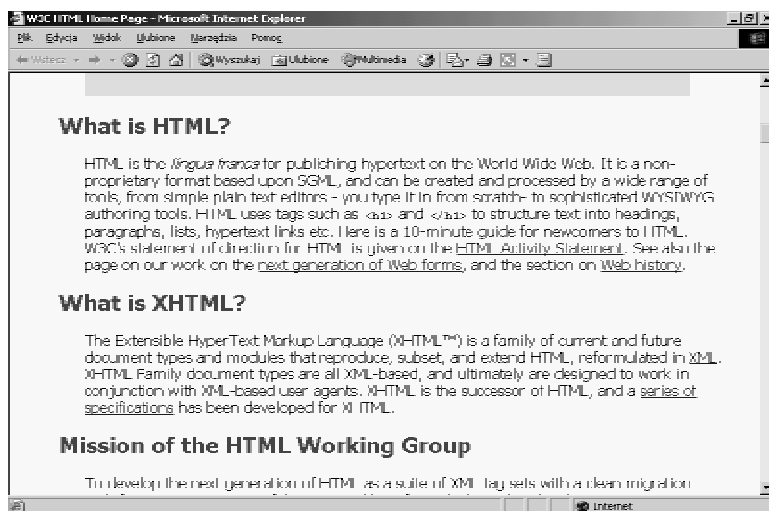 W3C HTML Home Page - Microsoft Internet Explorer
Plik Edycja Widok Ulubione Narzędzia Pomoc
Wstecz Wyszukaj Ulubione Multimedia
What is HTML?
HTML is the lingua franca for publishing hypertext on the World Wide Web. It is a non-
proprietary format based upon SGML, and can be created and processed by a wide range of
tools, from simple plain text editors - you type it in from scratch- to sophisticated WYSIWYG
authoring tools. HTML uses tags such as <h1> and </h1> to structure text into headings,
paragraphs, lists, hypertext links etc. Here is a 10-minute guide for newcomers to HTML.
W3C's statement of direction for HTML is given on the HTML Activity Statement. See also the
page on our work on the next generation of Web forms, and the section on Web history.
What is XHTML?
The Extensible HyperText Markup Language (XHTML™) is a family of current and future
document types and modules that reproduce, subset, and extend HTML, reformulated in XML.
XHTML Family document types are all XML-based, and ultimately are designed to work in
conjunction with XML-based user agents. XHTML is the successor of HTML, and a series of
specifications has been developed for XHTML.
Mission of the HTML Working Group
To develop the next generation of HTML as a suite of XML tag sets with a clean migration
Internet